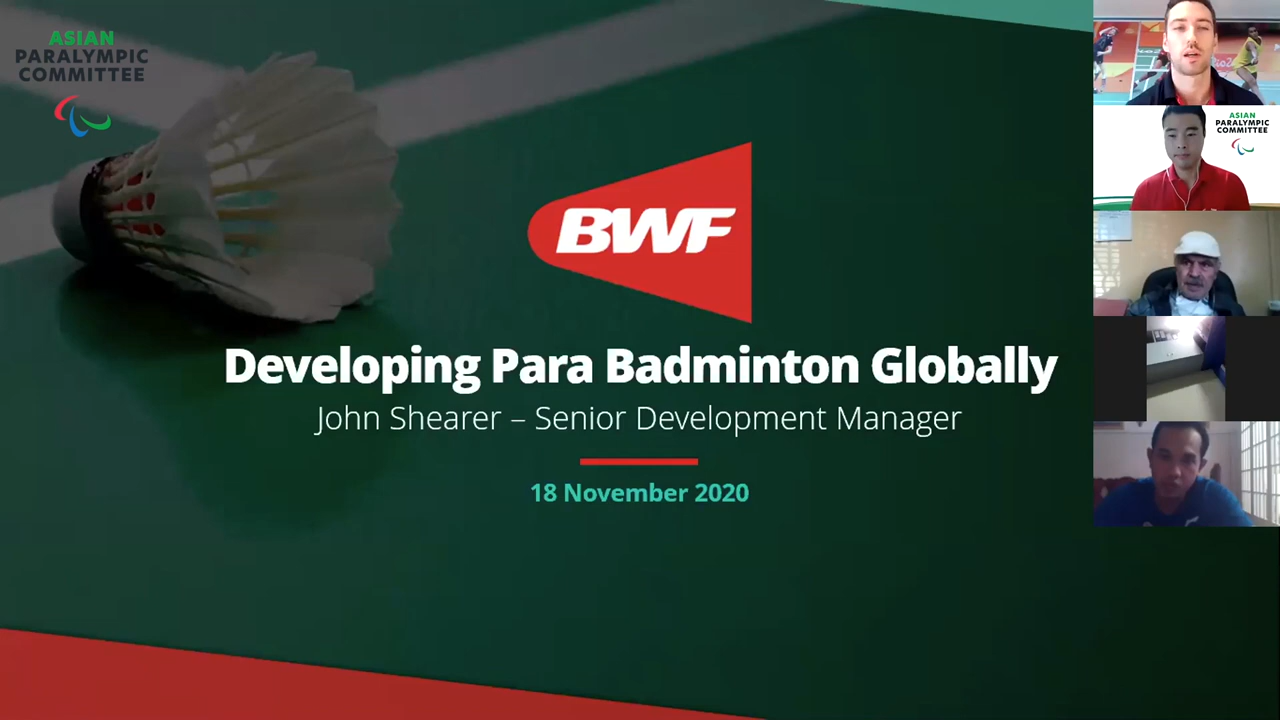 ASIAN
PARALYMPIC
COMMITTEE
BWF
Developing Para Badminton Globally
John Shearer – Senior Development Manager
18 November 2020
ASIAN
PARALYMPIC
COMMITTEE